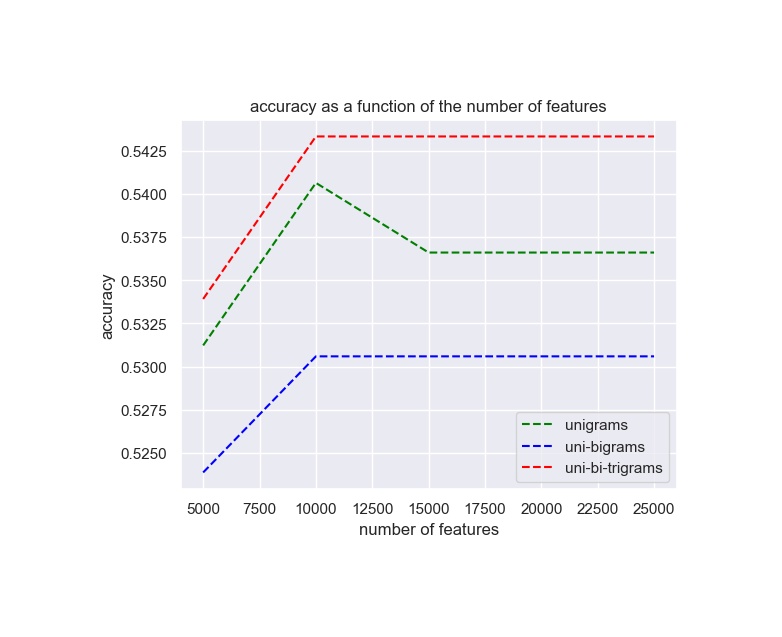 accuracy as a function of the number of features
0.5425
0.5400
0.5375
0.5350
0.5325
0.5300
0.5275
0.5250
accuracy
unigrams
uni-bigrams
uni-bi-trigrams
5000 7500 10000 12500 15000 17500 20000 22500 25000
number of features